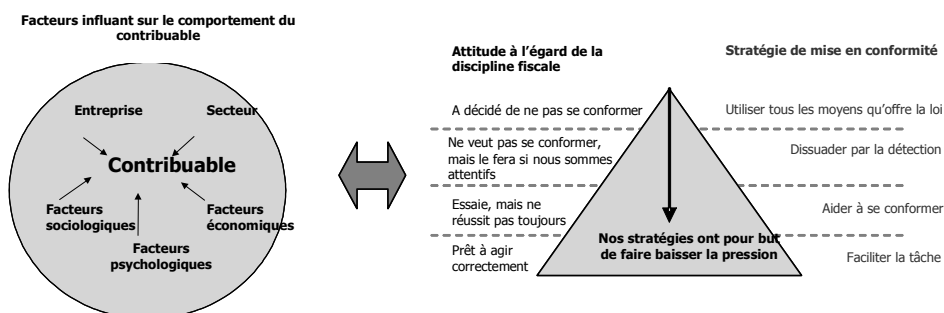 Facteurs influant sur le comportement du
contribuable
Entreprise
Secteur
Contribuable
Facteurs
sociologiques
Facteurs
économiques
Facteurs
psychologiques
Attitude à l'égard de la
discipline fiscale
Stratégie de mise en conformité
A décidé de ne pas se conformer
Utiliser tous les moyens qu'offre la loi
Ne veut pas se conformer,
mais le fera si nous sommes
attentifs
Dissuader par la détection
Essaie, mais ne
réussit pas toujours
Aider à se conformer
Prêt à agir
correctement
Nos stratégies ont pour but
de faire baisser la pression
Faciliter la tâche